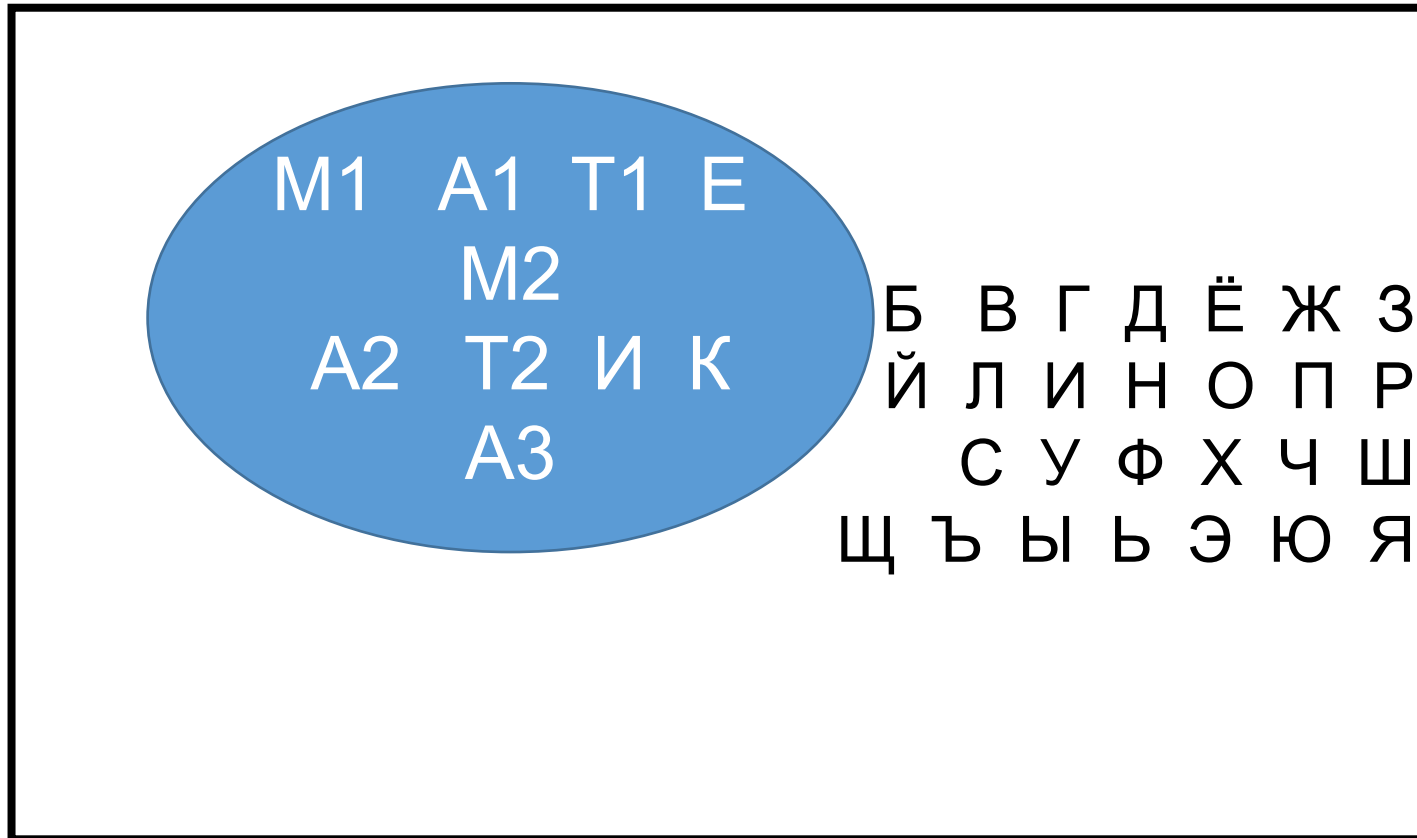 М1 А1 Т1 Е
М2
А2 Т2 И К
А3
Б В Г Д Ё Ж З
Й Л И Н О П Р
С У Ф Х Ч Ш
Щ Ъ Ы Ь Э Ю Я